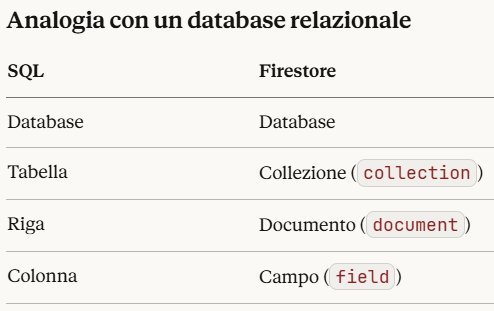 Analogia con un database relazionale
SQL Firestore
Database Database
Tabella Collezione (collection)
Riga Documento (document)
Colonna Campo (field)